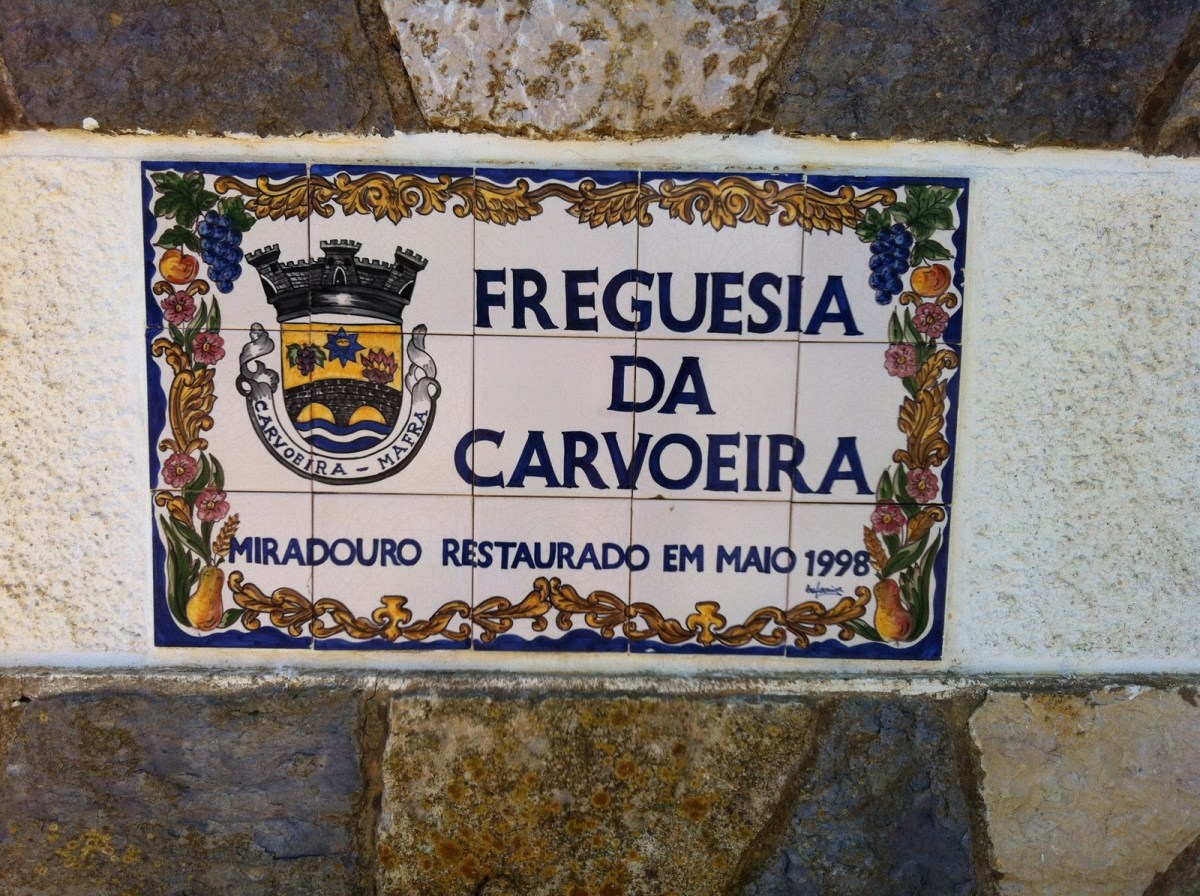 FREGUESIA
DA
CARVOEIRA
CARVOEIRA - MAFRA
MIRADOURO RESTAURADO EM MAIO 1998